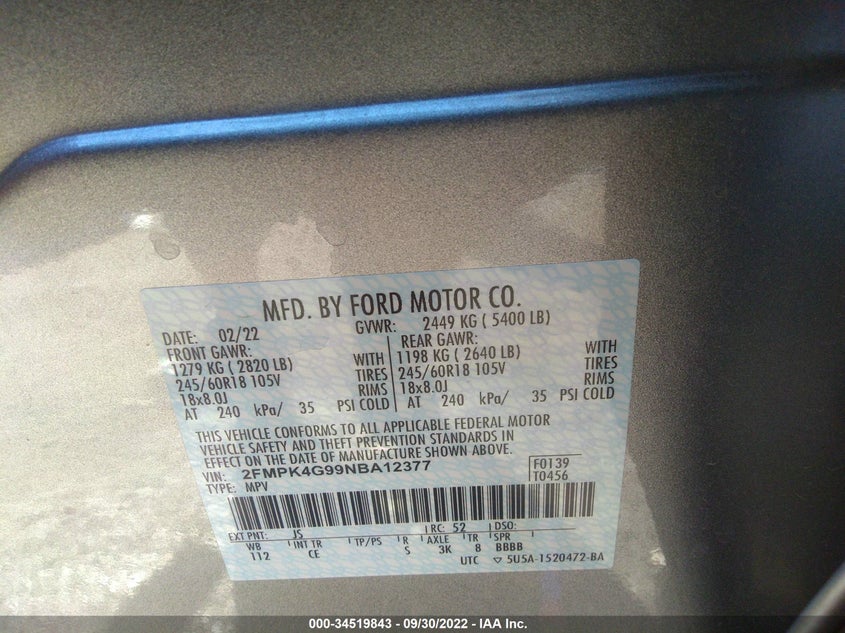 MFD. BY FORD MOTOR CO.
DATE: 02/22 GVWR: 2449 KG ( 5400 LB)
FRONT GAWR: REAR GAWR:
1279 KG ( 2820 LB) WITH 1198 KG ( 2640 LB) WITH
245/60R18 105V TIRES 245/60R18 105V TIRES
18x8.0J RIMS 18x8.0J RIMS
AT 240 kPa/ 35 PSI COLD AT 240 kPa/ 35 PSI COLD
THIS VEHICLE CONFORMS TO ALL APPLICABLE FEDERAL MOTOR
VEHICLE SAFETY AND THEFT PREVENTION STANDARDS IN
EFFECT ON THE DATE OF MANUFACTURE SHOWN ABOVE.
VIN: 2FMPK4G99NBA12377 F0139
TYPE: MPV T0456
EXT PNT: JS RC: 52 DSO:
WB INT TR TP/PS R AXLE TR SPR
112 CE S 3K 8 BBBB
UTC ▽ 5U5A-1520472-BA
000-34519843 - 09/30/2022 - IAA Inc.